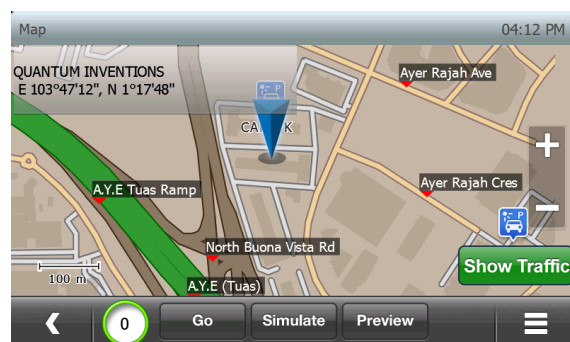 Map
04:12 PM
QUANTUM INVENTIONS
E 103°47'12", N 1°17'48"
P
Ayer Rajah Ave
A.Y.E Tuas Ramp
Ayer Rajah Cres
P
North Buona Vista Rd
Show Traffic
100 m
A.Y.E (Tuas)
0
Go
Simulate
Preview